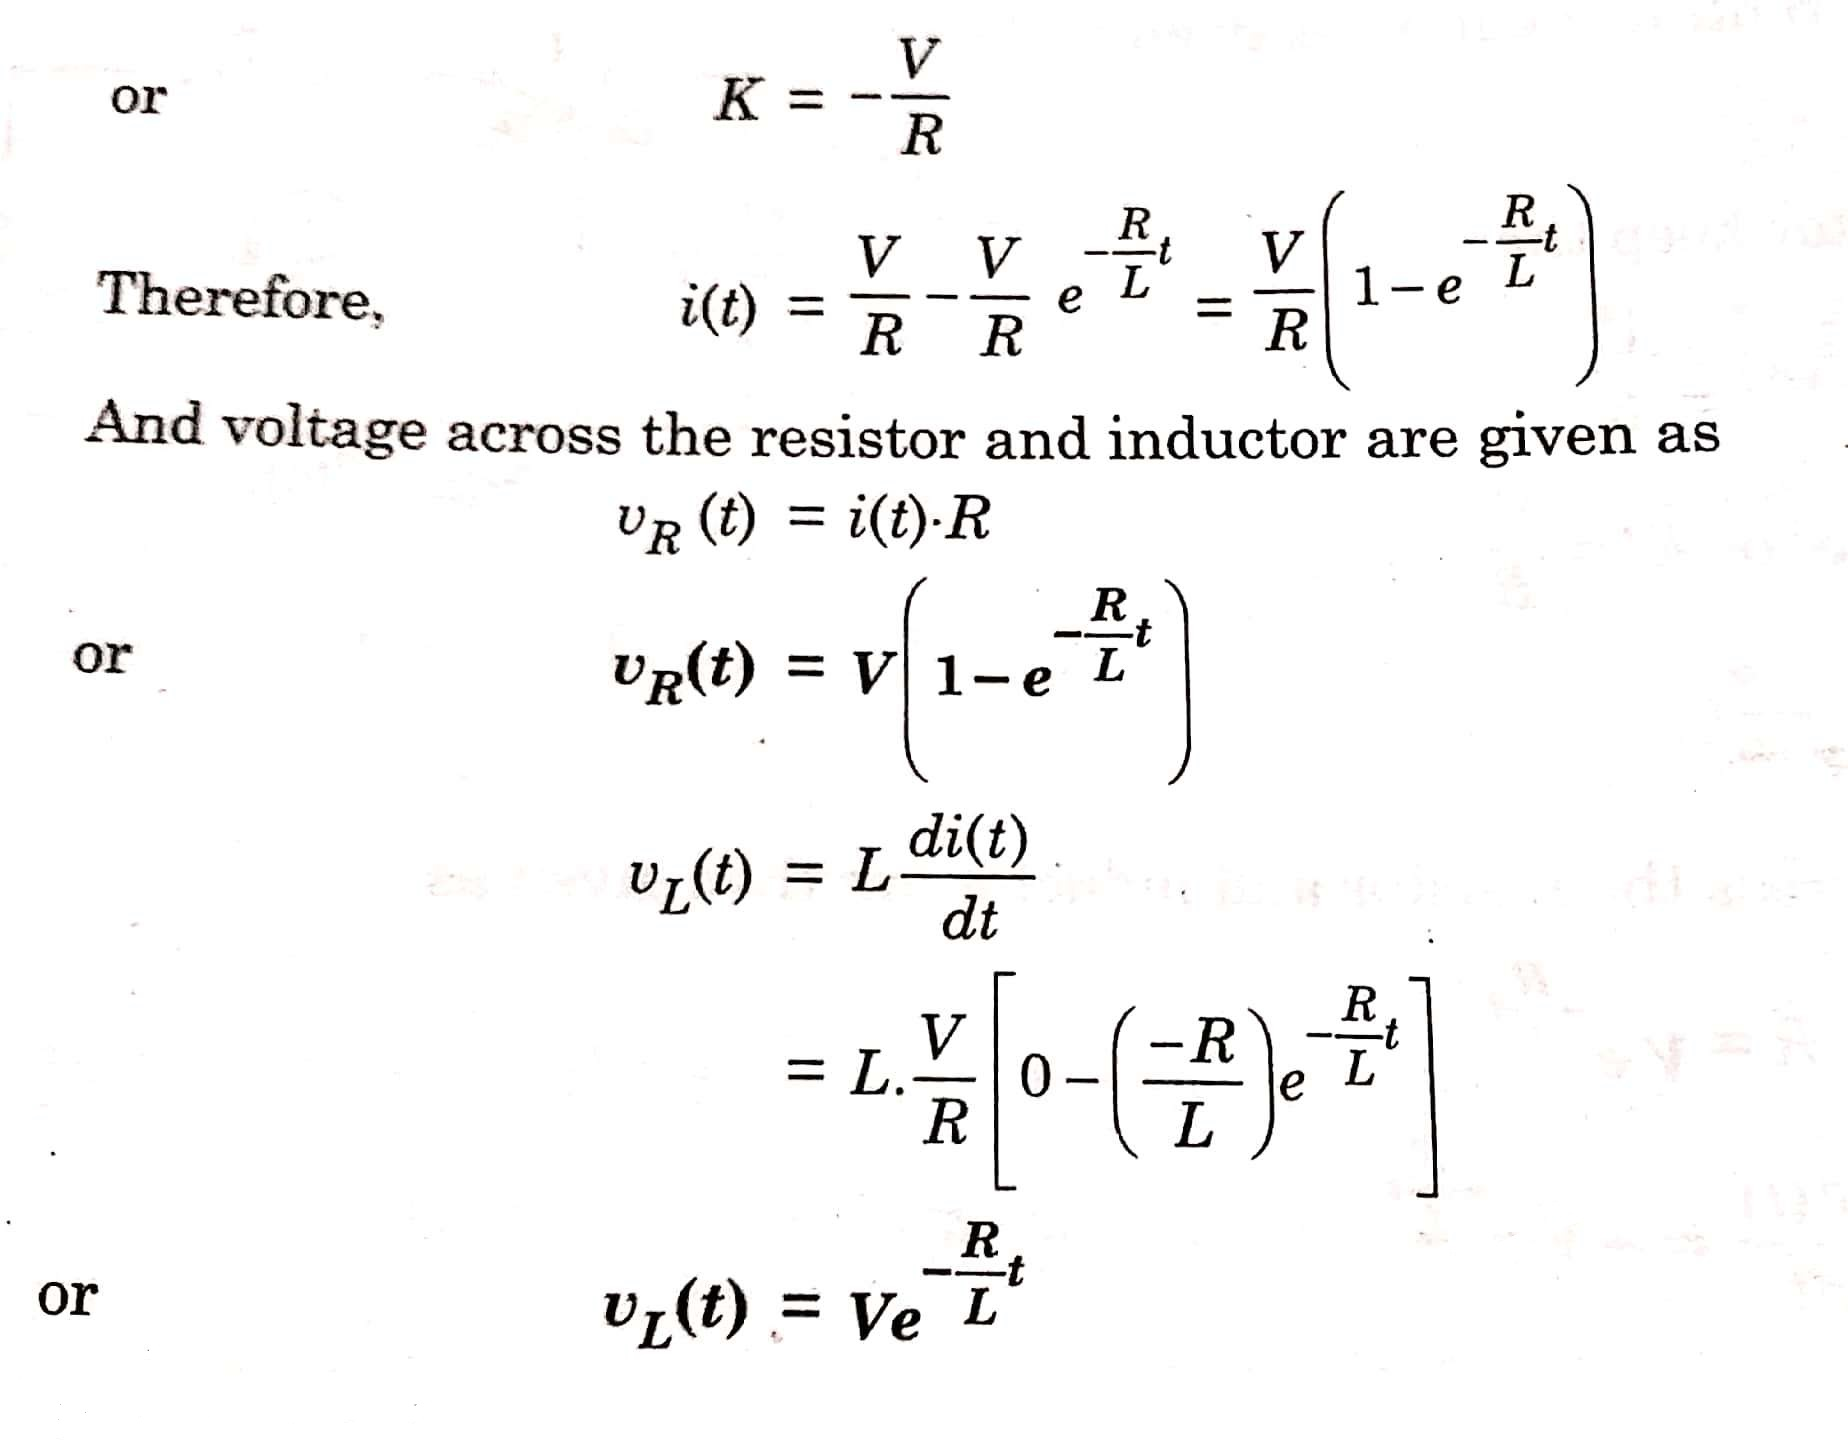 or K = -V/R
Therefore, i(t) = V/R - V/R e^(-R/L t) = V/R (1-e^(-R/L t))
And voltage across the resistor and inductor are given as
v_R (t) = i(t)·R
or v_R(t) = V(1-e^(-R/L t))
v_L(t) = L di(t)/dt
= L. V/R [0-(-R/L)e^(-R/L t)]
or v_L(t) = Ve^(-R/L t)